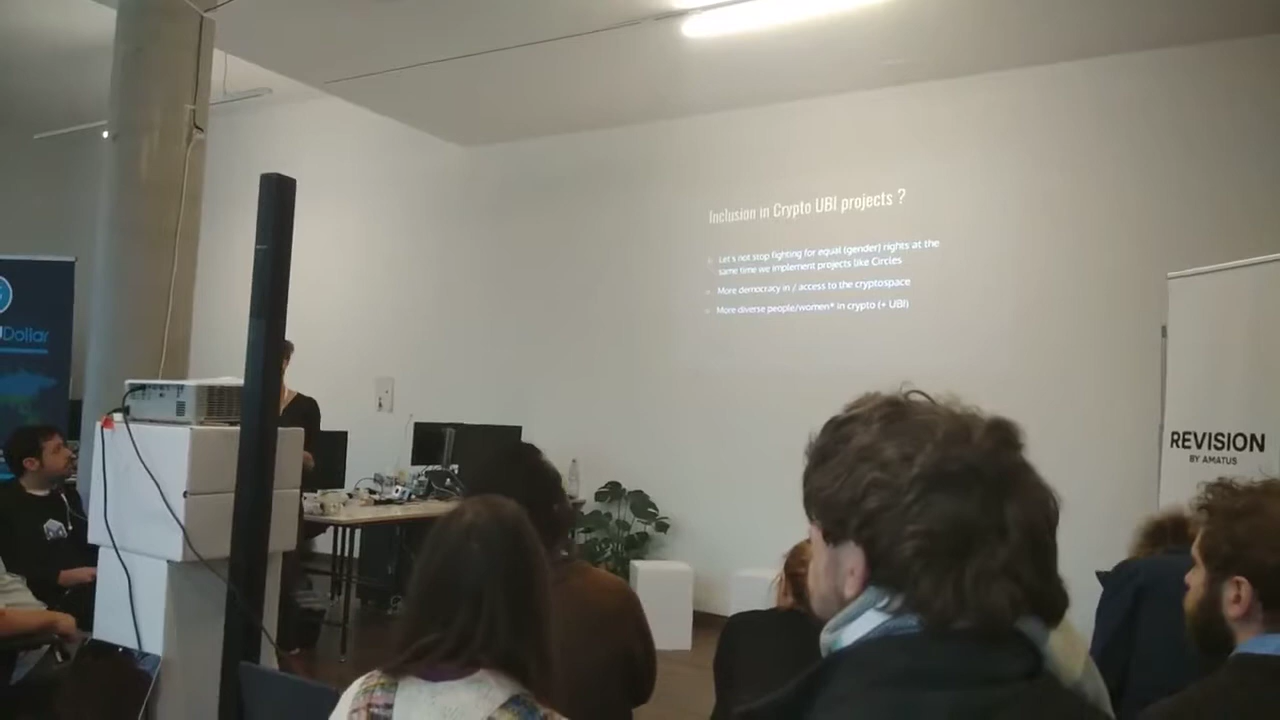 Inclusion in Crypto UBI projects ?
Let's not stop fighting for equal (gender) rights at the
same time we implement projects like Circles
More democracy in / access to the cryptospace
More diverse people/women* in crypto (+ UBI)
Dollar
REVISION
BY AMATUS